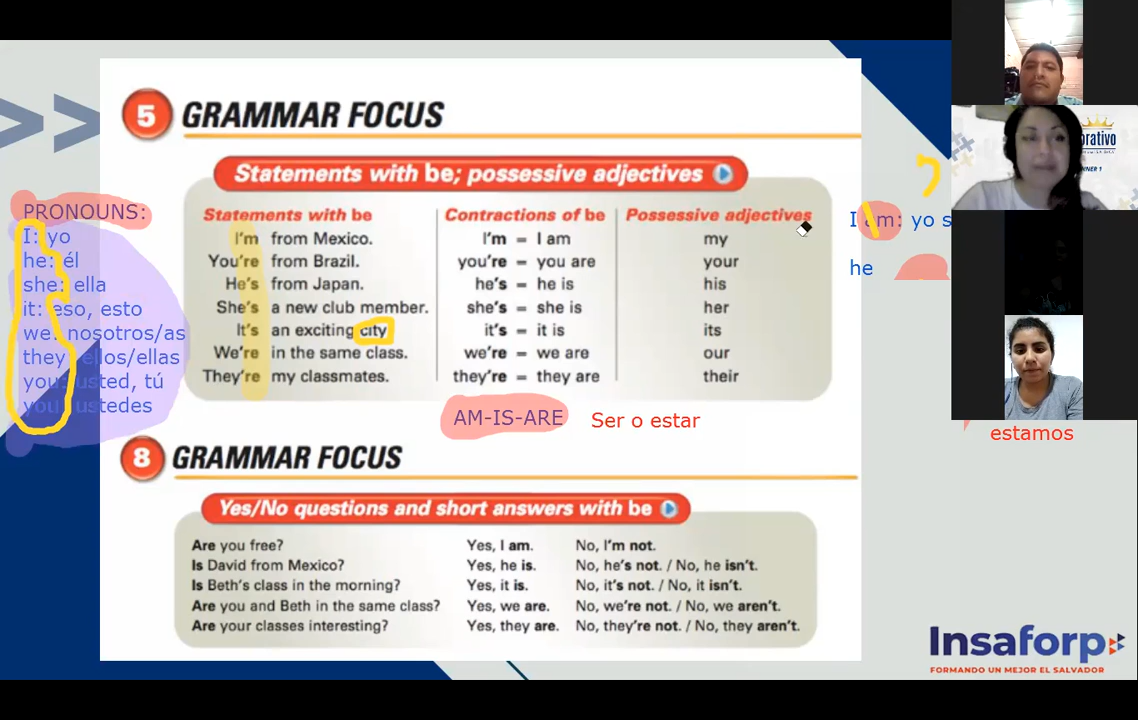 5 GRAMMAR FOCUS
Statements with be; possessive adjectives
Statements with be Contractions of be Possessive adjectives
I'm from Mexico. I'm = I am my
You're from Brazil. you're = you are your
He's from Japan. he's = he is his
She's a new club member. she's = she is her
It's an exciting city it's = it is its
We're in the same class. we're = we are our
They're my classmates. they're = they are their
PRONOUNS:
I: yo
he: él
she: ella
it: eso, esto
we: nosotros/as
they ellos/ellas
you: usted, tú
you: ustedes
I am: yo s
he
AM-IS-ARE Ser o estar
estamos
8 GRAMMAR FOCUS
Yes/No questions and short answers with be
Are you free? Yes, I am. No, I'm not.
Is David from Mexico? Yes, he is. No, he's not. / No, he isn't.
Is Beth's class in the morning? Yes, it is. No, it's not. / No, it isn't.
Are you and Beth in the same class? Yes, we are. No, we're not. / No, we aren't.
Are your classes interesting? Yes, they are. No, they're not. / No, they aren't.
orativo
NNER 1
Insaforp
FORMANDO UN MEJOR EL SALVADOR